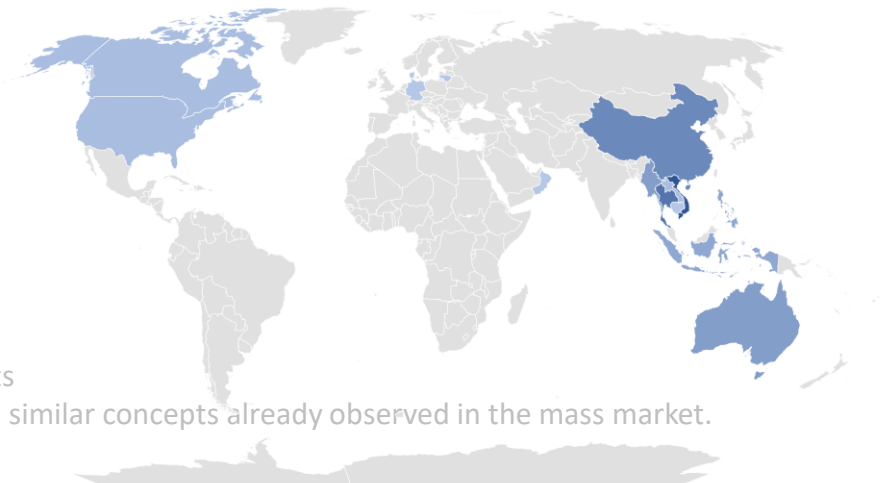 similar concepts already observed in the mass market.